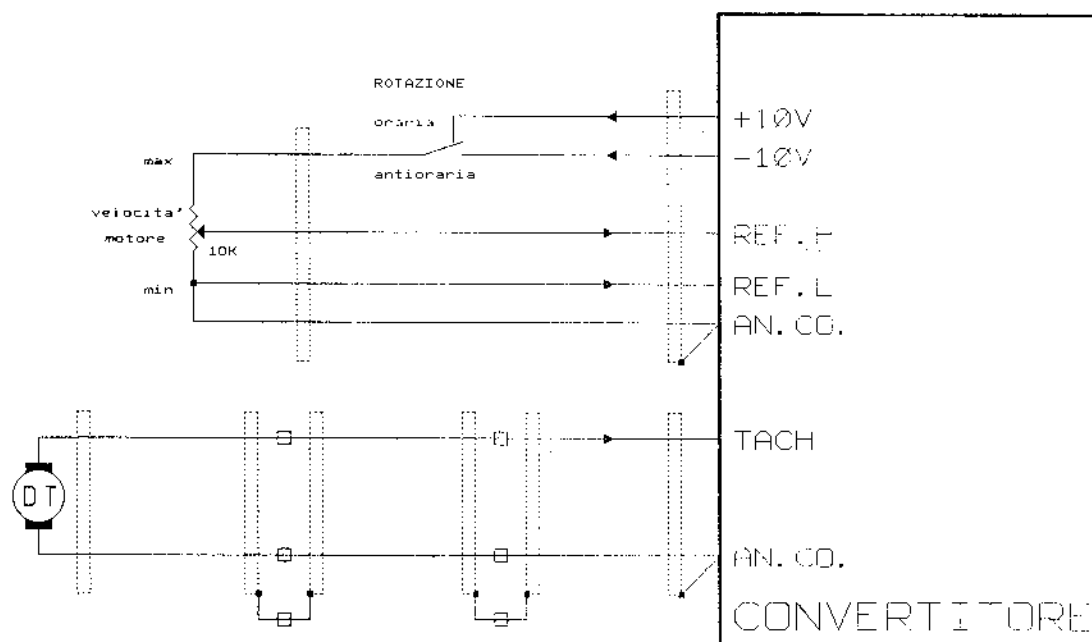 ROTAZIONE
oraria
+10V
max
-10V
antioraria
velocita'
motore
10K
REF.H
min
REF.L
AN.CO.
TACH
DT
AN.CO.
CONVERTITORE